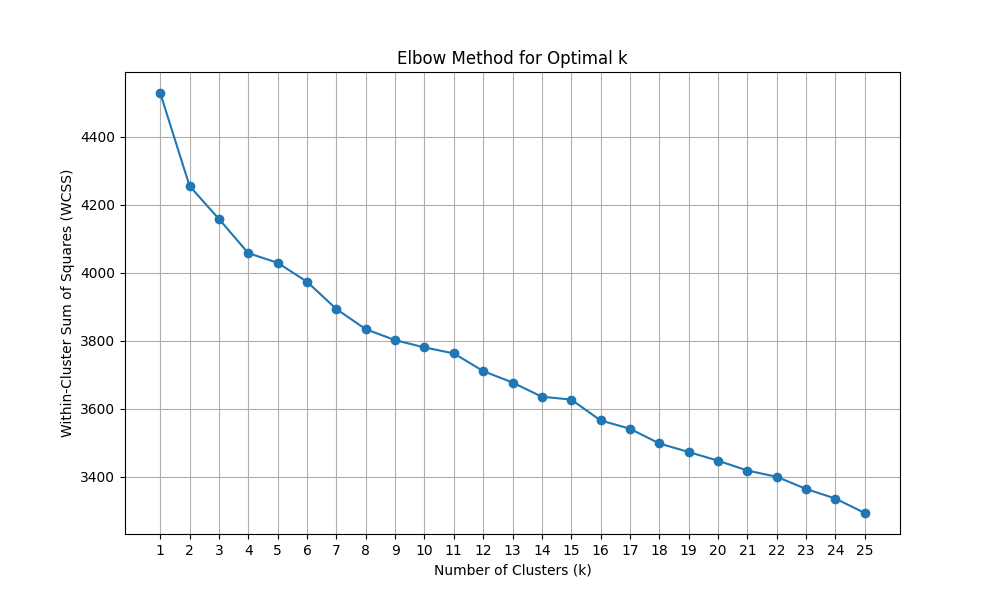 Elbow Method for Optimal k
Within-Cluster Sum of Squares (WCSS)
4400
4200
4000
3800
3600
3400
1 2 3 4 5 6 7 8 9 10 11 12 13 14 15 16 17 18 19 20 21 22 23 24 25
Number of Clusters (k)